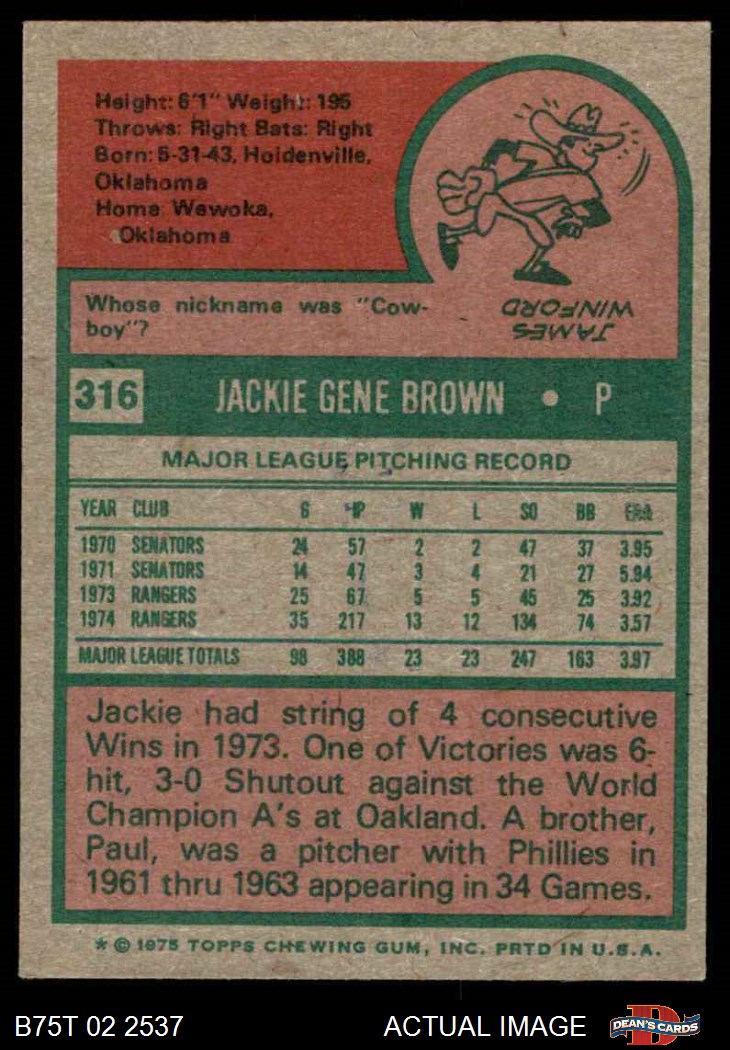 Height: 6'1" Weight: 195
Throws: Right Bats: Right
Born: 5-31-43, Holdenville,
Oklahoma
Home Wewoka,
Oklahoma
Whose nickname was "Cow-
boy"?
JAMES
WINFORD
316 JACKIE GENE BROWN • P
MAJOR LEAGUE PITCHING RECORD
YEAR CLUB G IP W L SO BB ERA
1970 SENATORS 24 57 2 2 47 37 3.95
1971 SENATORS 14 47 3 4 21 27 5.94
1973 RANGERS 25 67 5 5 45 25 3.92
1974 RANGERS 35 217 13 12 134 74 3.57
MAJOR LEAGUE TOTALS 98 388 23 23 247 163 3.97
Jackie had string of 4 consecutive
Wins in 1973. One of Victories was 6-
hit, 3-0 Shutout against the World
Champion A's at Oakland. A brother,
Paul, was a pitcher with Phillies in
1961 thru 1963 appearing in 34 Games.
* © 1975 TOPPS CHEWING GUM, INC. PRTD IN U.S.A.
B75T 02 2537 ACTUAL IMAGE DEAN'S CARDS